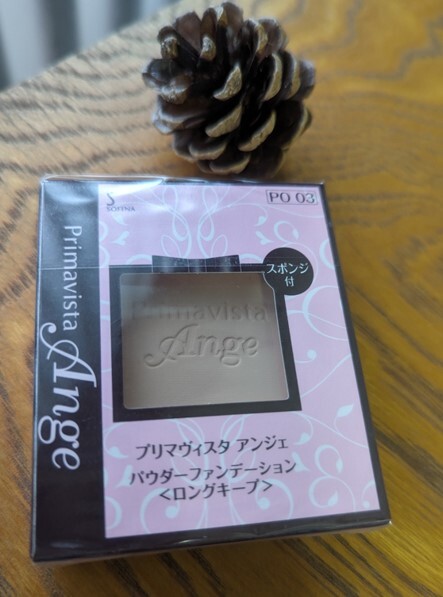 SOFINA
PO 03
スポンジ
付
Primavista
Ange
Primavista Ange
プリマヴィスタ アンジェ
パウダーファンデーション
<ロングキープ>